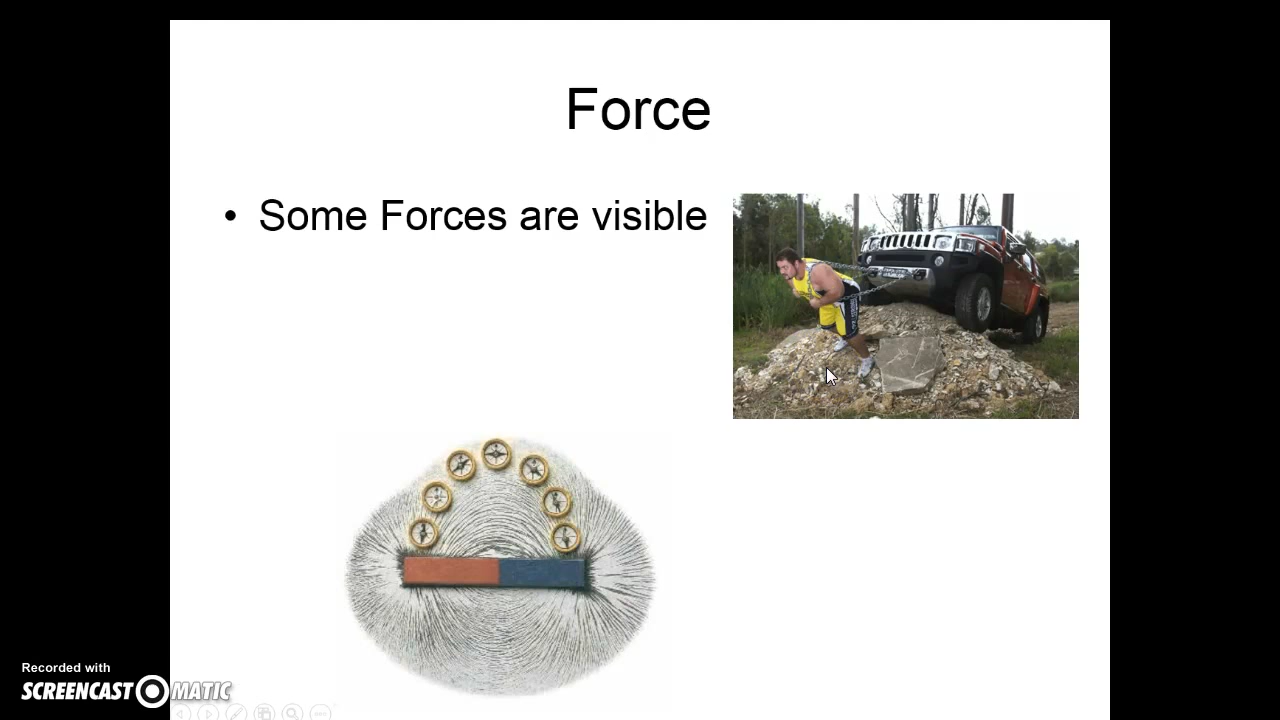 Force
• Some Forces are visible
Recorded with
SCREENCAST MATIC